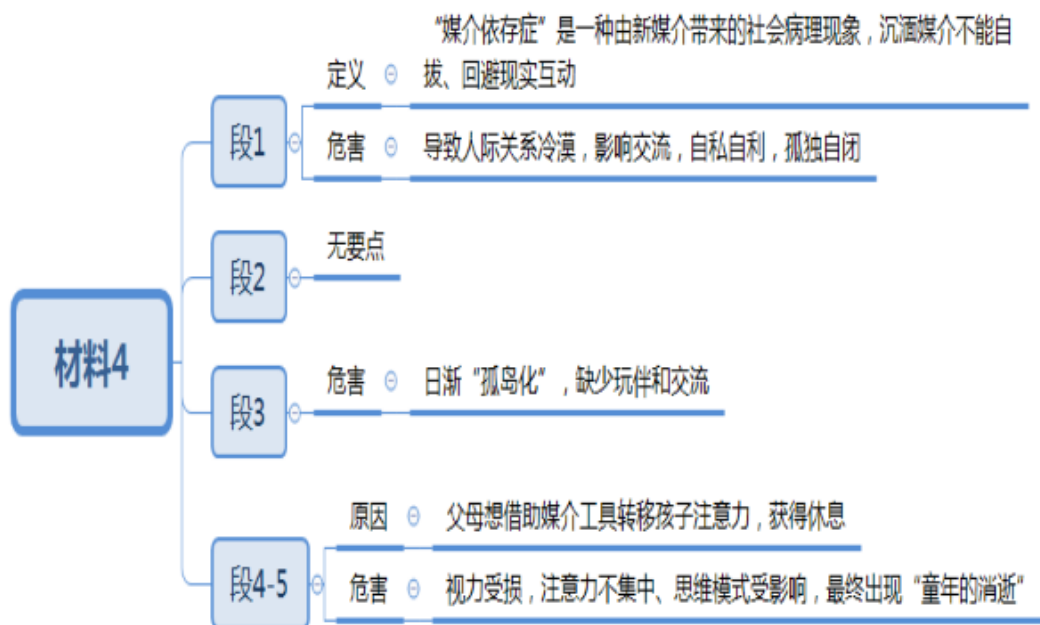 材料4
段1
定义
“媒介依存症”是一种由新媒介带来的社会病理现象，沉湎媒介不能自
拔、回避现实互动
危害
导致人际关系冷漠，影响交流，自私自利，孤独自闭
段2
无要点
段3
危害
日渐“孤岛化”，缺少玩伴和交流
段4-5
原因
父母想借助媒介工具转移孩子注意力，获得休息
危害
视力受损，注意力不集中、思维模式受影响，最终出现“童年的消逝”